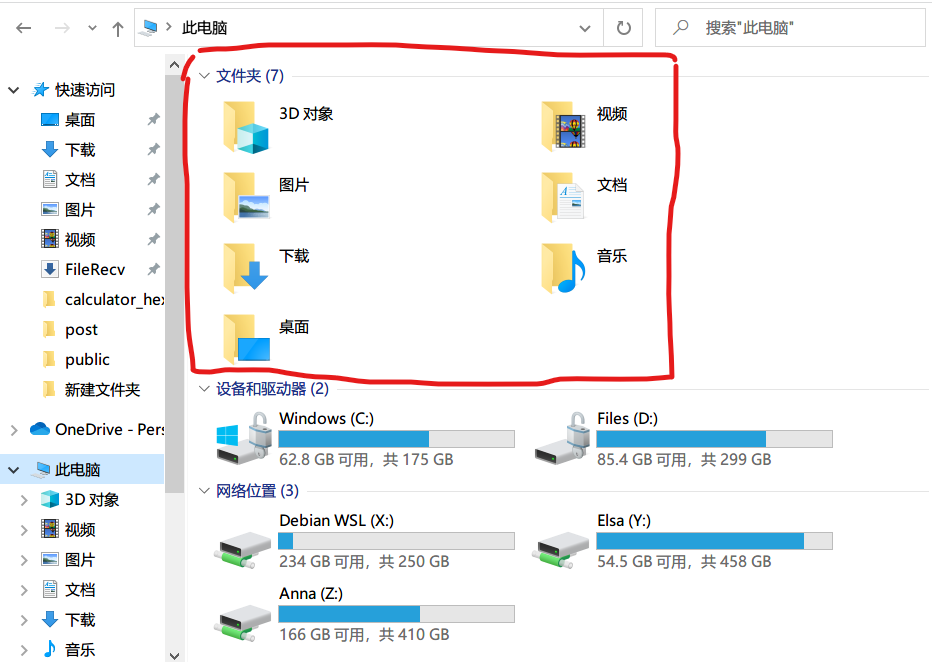 此电脑
搜索"此电脑"
快速访问
桌面
下载
文档
图片
视频
FileRecv
calculator_hex
post
public
新建文件夹
OneDrive - Pers
此电脑
3D 对象
视频
图片
文档
下载
音乐
文件夹 (7)
3D 对象
视频
图片
文档
下载
音乐
桌面
设备和驱动器 (2)
Windows (C:)
62.8 GB 可用，共 175 GB
Files (D:)
85.4 GB 可用，共 299 GB
网络位置 (3)
Debian WSL (X:)
234 GB 可用，共 250 GB
Elsa (Y:)
54.5 GB 可用，共 458 GB
Anna (Z:)
166 GB 可用，共 410 GB